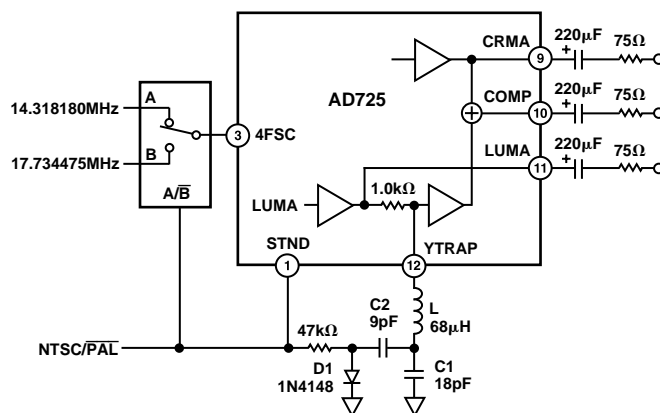 CRMA
9
220µF
+
75Ω
AD725
14.318180MHz
A
3
4FSC
COMP
10
220µF
+
75Ω
17.734475MHz
B
A/B̅
LUMA
11
220µF
+
75Ω
LUMA
1.0kΩ
STND
1
YTRAP
12
C2
9pF
L
68µH
NTSC/P̅A̅L̅
47kΩ
D1
1N4148
C1
18pF